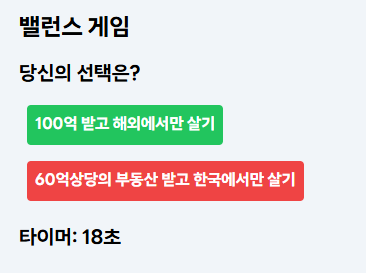 밸런스 게임
당신의 선택은?
100억 받고 해외에서만 살기
60억상당의 부동산 받고 한국에서만 살기
타이머: 18초